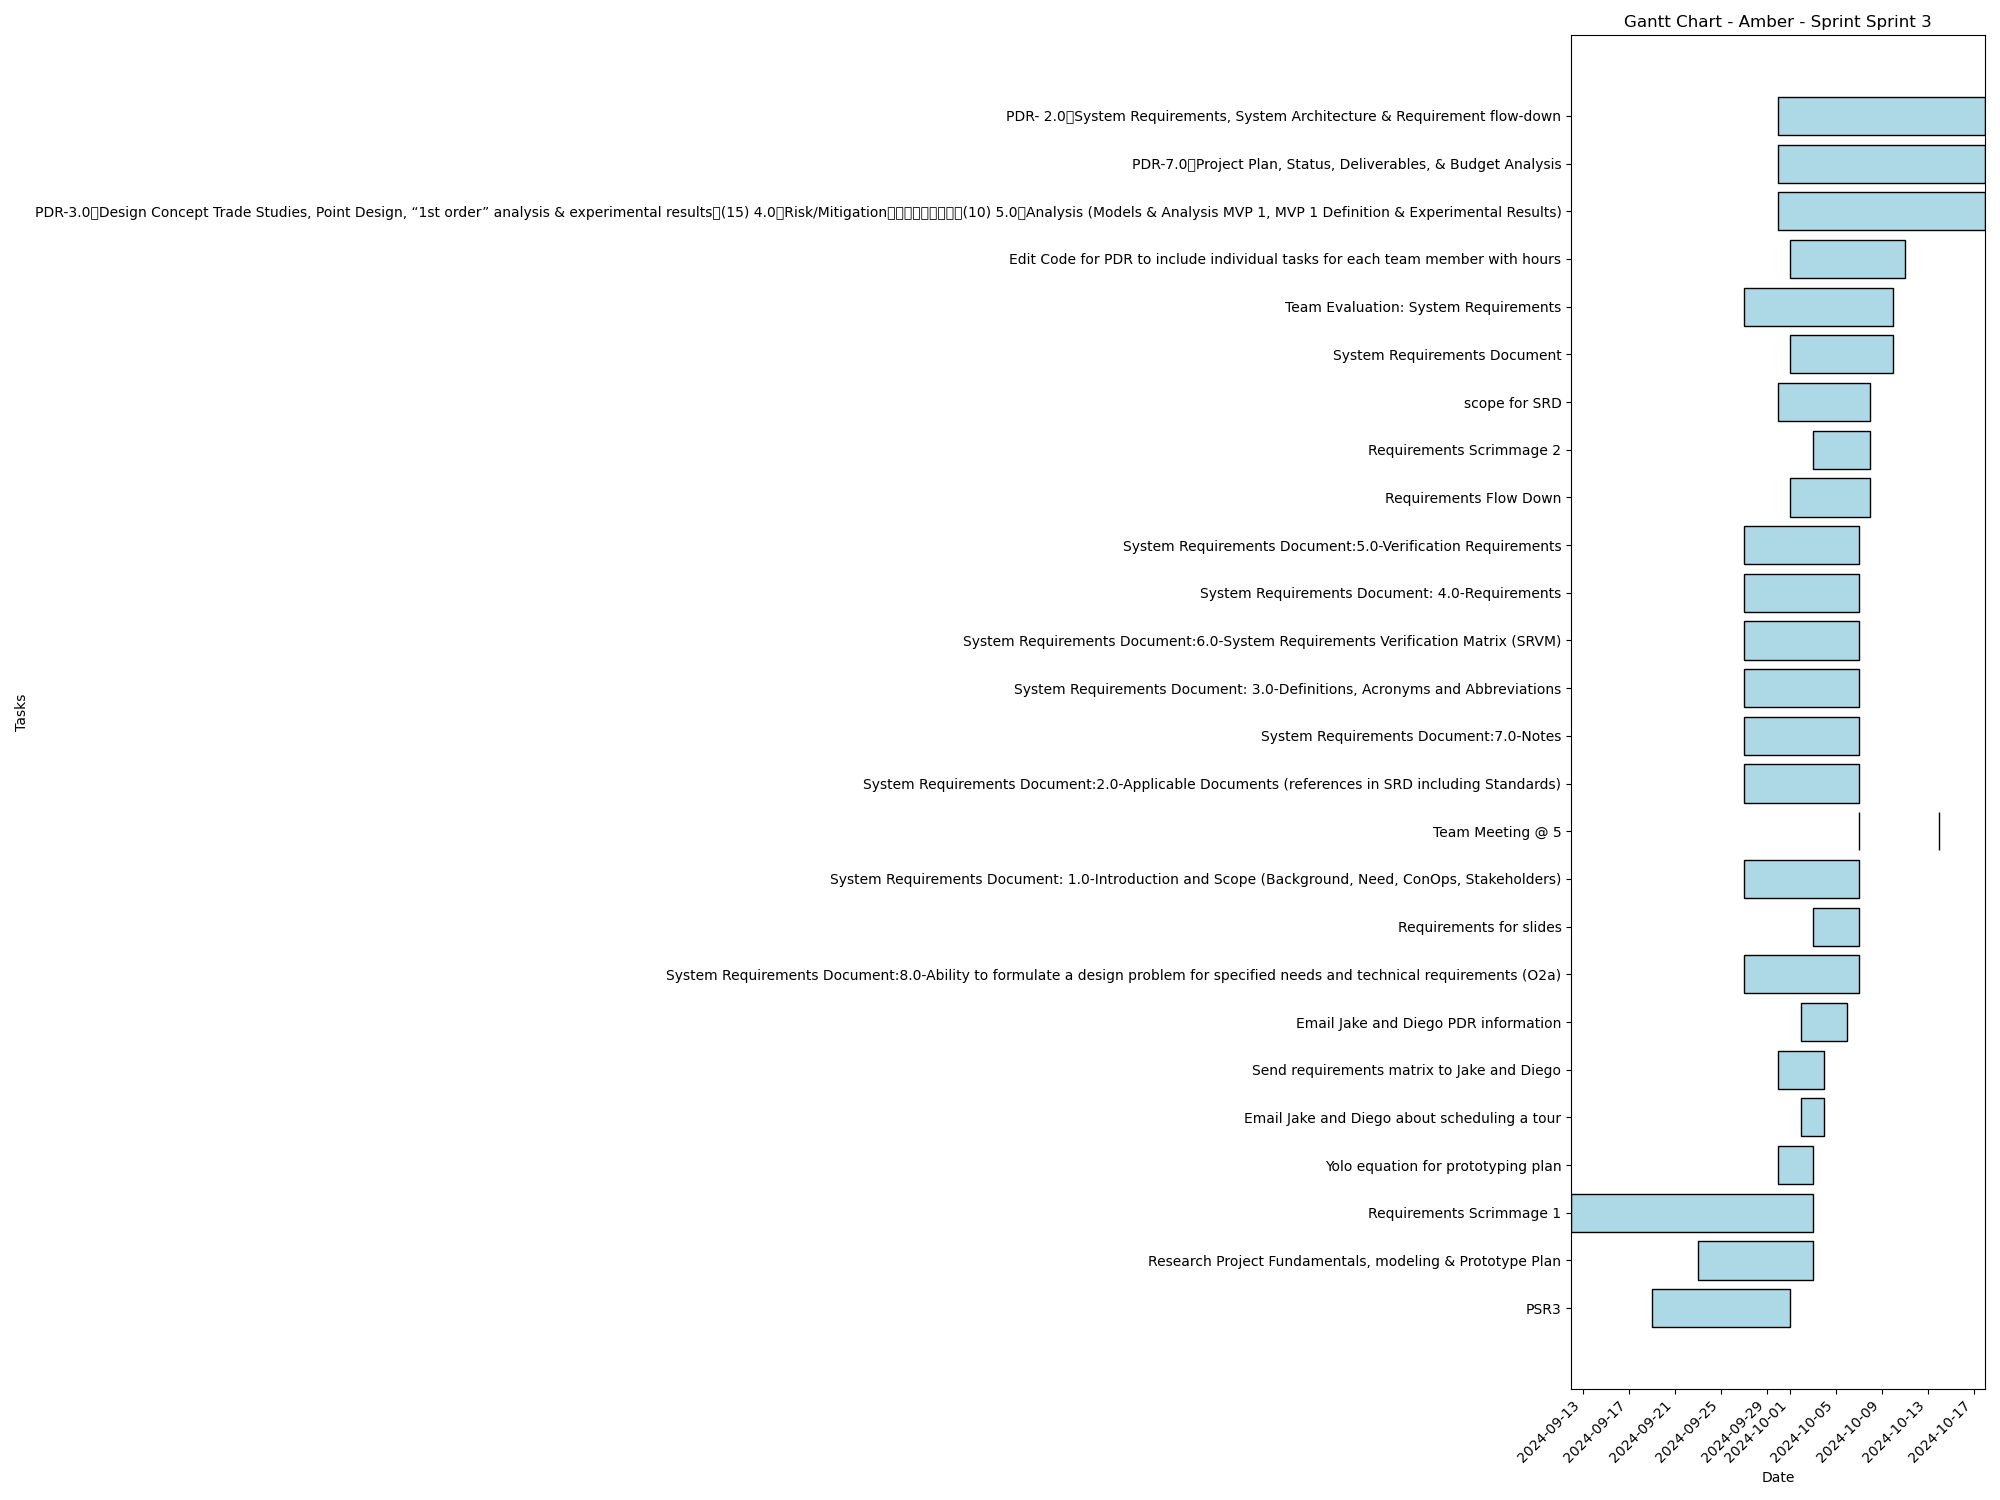 Gantt Chart - Amber - Sprint Sprint 3
PDR- 2.0▯System Requirements, System Architecture & Requirement flow-down
PDR-7.0▯Project Plan, Status, Deliverables, & Budget Analysis
PDR-3.0▯Design Concept Trade Studies, Point Design, “1st order” analysis & experimental results▯(15) 4.0▯Risk/Mitigation▯▯▯▯▯▯▯▯▯(10) 5.0▯Analysis (Models & Analysis MVP 1, MVP 1 Definition & Experimental Results)
Edit Code for PDR to include individual tasks for each team member with hours
Team Evaluation: System Requirements
System Requirements Document
scope for SRD
Requirements Scrimmage 2
Requirements Flow Down
System Requirements Document:5.0-Verification Requirements
System Requirements Document: 4.0-Requirements
System Requirements Document:6.0-System Requirements Verification Matrix (SRVM)
System Requirements Document: 3.0-Definitions, Acronyms and Abbreviations
System Requirements Document:7.0-Notes
System Requirements Document:2.0-Applicable Documents (references in SRD including Standards)
Team Meeting @ 5
System Requirements Document: 1.0-Introduction and Scope (Background, Need, ConOps, Stakeholders)
Requirements for slides
System Requirements Document:8.0-Ability to formulate a design problem for specified needs and technical requirements (O2a)
Email Jake and Diego PDR information
Send requirements matrix to Jake and Diego
Email Jake and Diego about scheduling a tour
Yolo equation for prototyping plan
Requirements Scrimmage 1
Research Project Fundamentals, modeling & Prototype Plan
PSR3
Tasks
2024-09-13
2024-09-17
2024-09-21
2024-09-25
2024-09-29
2024-10-01
2024-10-05
2024-10-09
2024-10-13
2024-10-17
Date